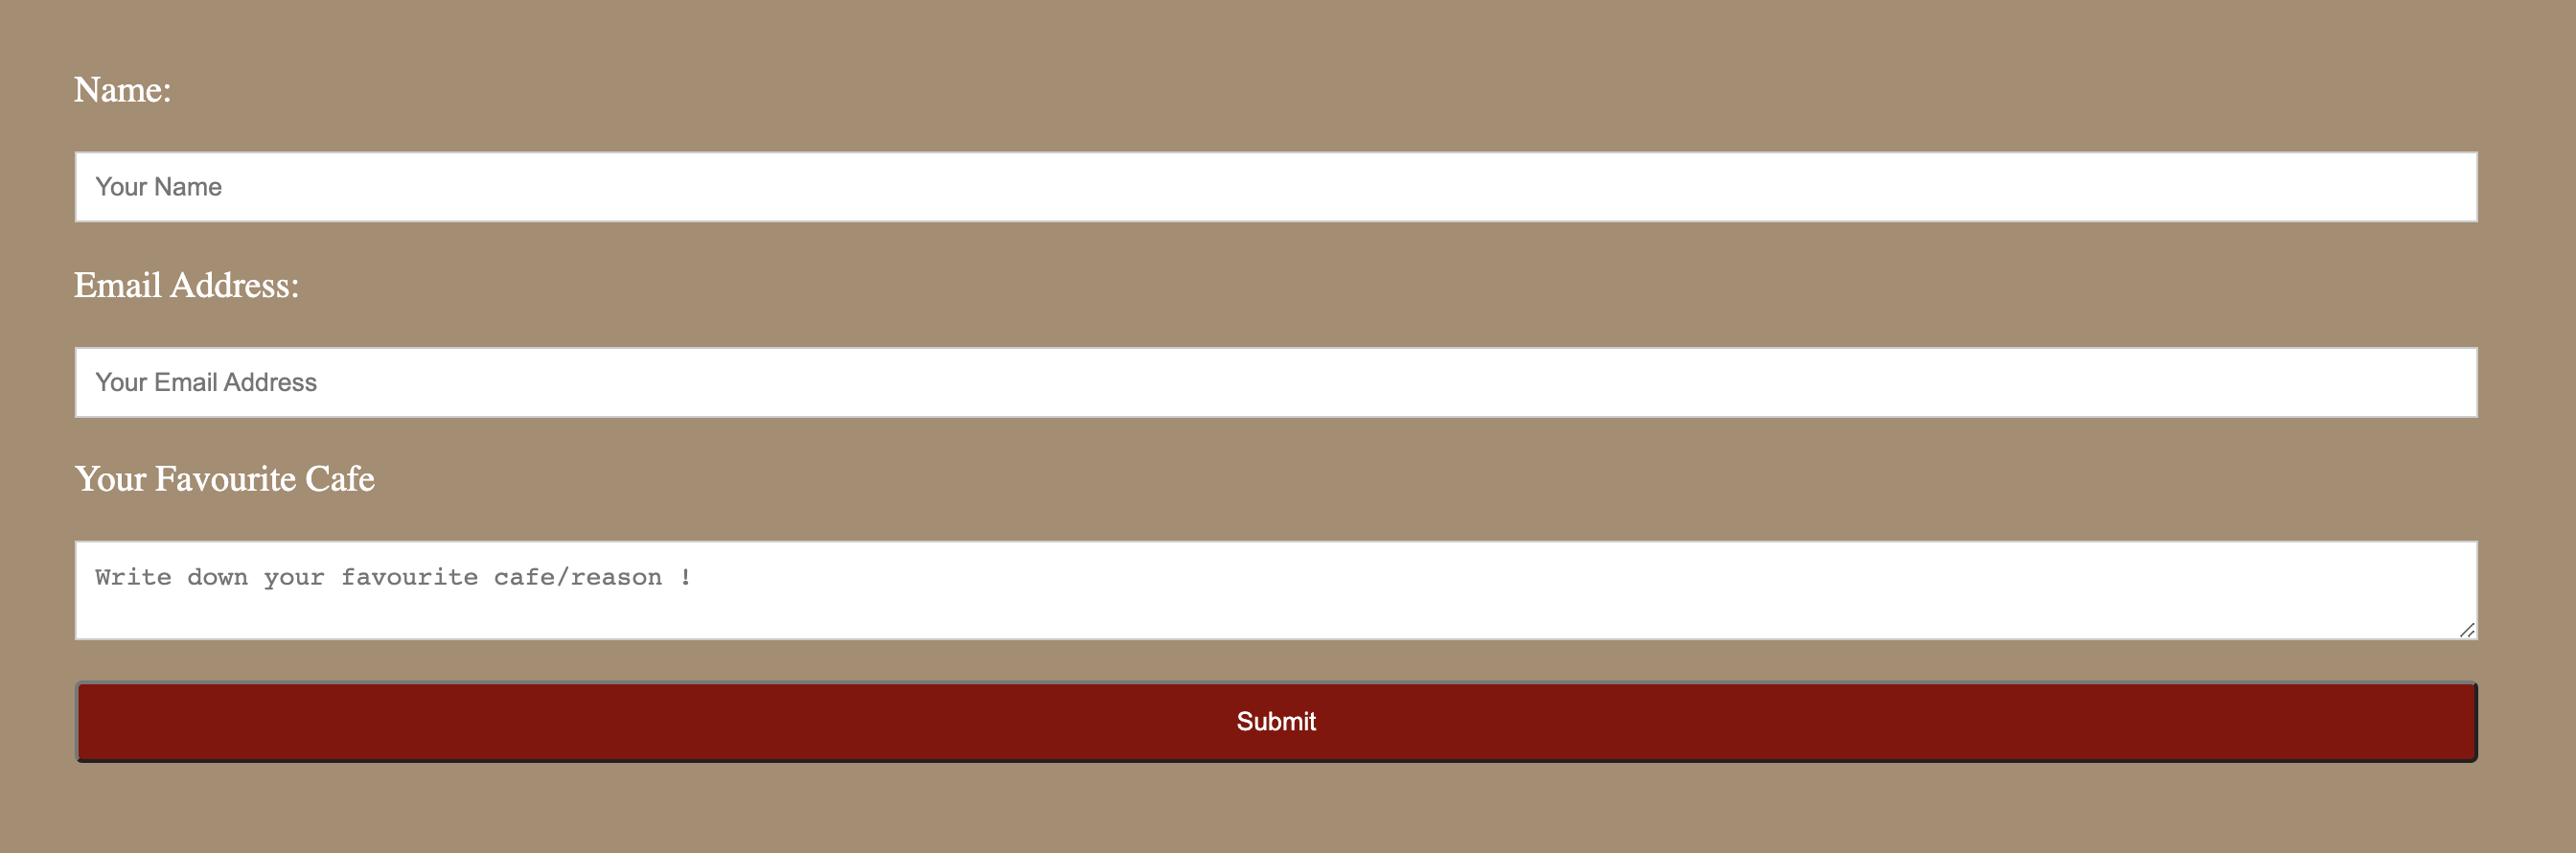 Name:
Your Name
Email Address:
Your Email Address
Your Favourite Cafe
Write down your favourite cafe/reason !
Submit